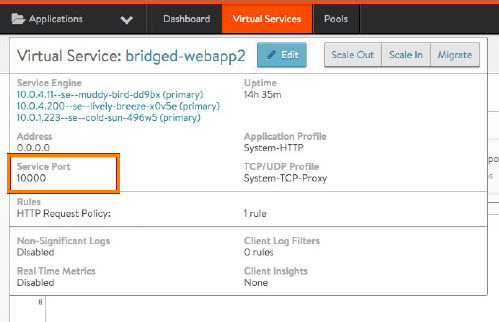 Applications Dashboard Virtual Services Pools
Virtual Service: bridged-webapp2 Edit Scale Out Scale In Migrate
Service Engine Uptime
10.0.4.11--se--muddy-bird-dd9bx (primary) 14h 35m
10.0.4.200--se--lively-breeze-x0v5e (primary)
10.0.1.223--se--cold-sun-496w5 (primary)
Address Application Profile
0.0.0.0 System-HTTP
Service Port TCP/UDP Profile
10000 System-TCP-Proxy
Rules
HTTP Request Policy: 1 rule
Non-Significant Logs Client Log Filters
Disabled 0 rules
Real Time Metrics Client Insights
Disabled None
8